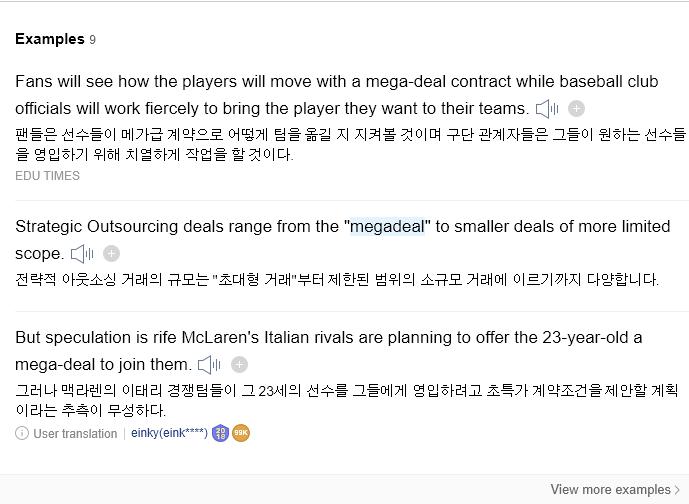 Examples 9
Fans will see how the players will move with a mega-deal contract while baseball club
officials will work fiercely to bring the player they want to their teams.
팬들은 선수들이 메가급 계약으로 어떻게 팀을 옮길 지 지켜볼 것이며 구단 관계자들은 그들이 원하는 선수들
을 영입하기 위해 치열하게 작업을 할 것이다.
EDU TIMES
Strategic Outsourcing deals range from the "megadeal" to smaller deals of more limited
scope.
전략적 아웃소싱 거래의 규모는 "초대형 거래"부터 제한된 범위의 소규모 거래에 이르기까지 다양합니다.
But speculation is rife McLaren's Italian rivals are planning to offer the 23-year-old a
mega-deal to join them.
그러나 맥라렌의 이태리 경쟁팀들이 그 23세의 선수를 그들에게 영입하려고 초특가 계약조건을 제안할 계획
이라는 추측이 무성하다.
User translation | einky(eink****) 2018 99K
View more examples >